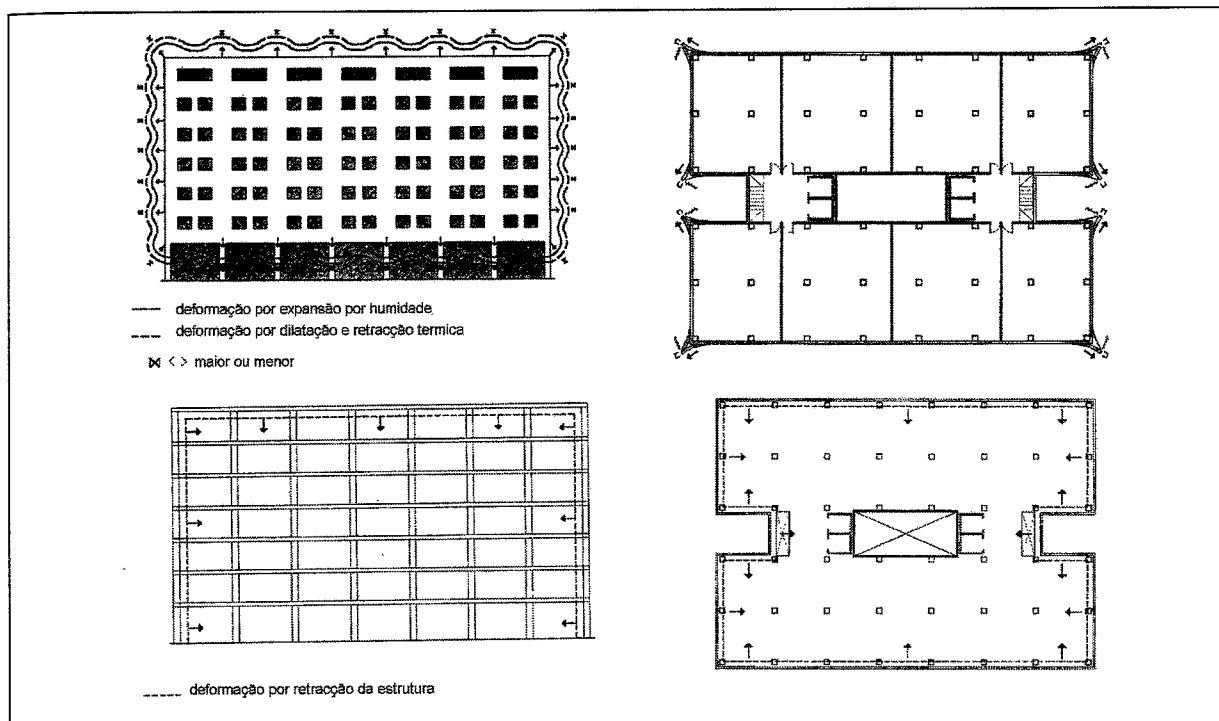 deformação por expansão por humidade
deformação por dilatação e retracção termica
< > maior ou menor
deformação por retracção da estrutura